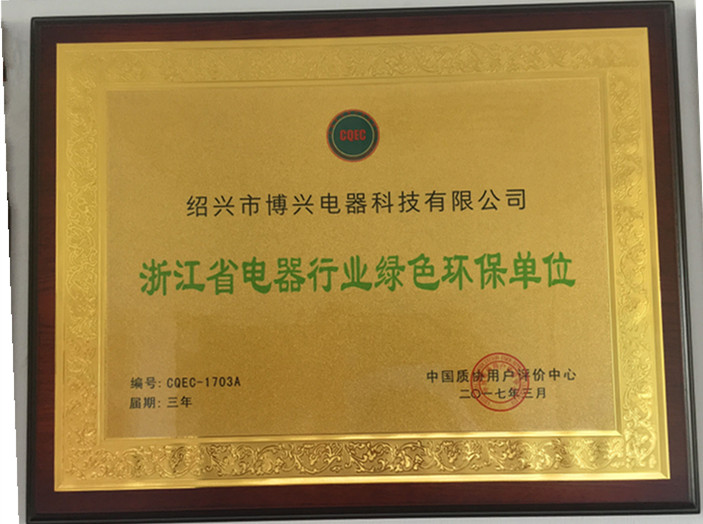 CQEC
绍兴市博兴电器科技有限公司
浙江省电器行业绿色环保单位
编号: CQEC-1703A
届期: 三年
中国质协用户评价中心
二〇一七年三月